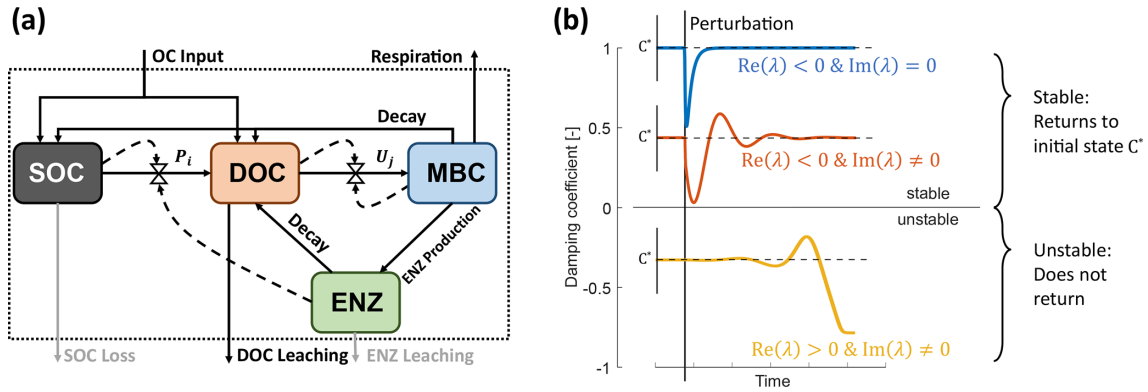 (a)
OC Input
Respiration
Decay
SOC
P_i
DOC
U_j
MBC
Decay
ENZ Production
ENZ
SOC Loss
DOC Leaching
ENZ Leaching
(b)
Perturbation
Damping coefficient [-]
1
0.5
0
-0.5
-1
C*
Re(λ) < 0 & Im(λ) = 0
C*
Re(λ) < 0 & Im(λ) ≠ 0
stable
unstable
C*
Re(λ) > 0 & Im(λ) ≠ 0
Time
Stable:
Returns to
initial state C*
Unstable:
Does not
return